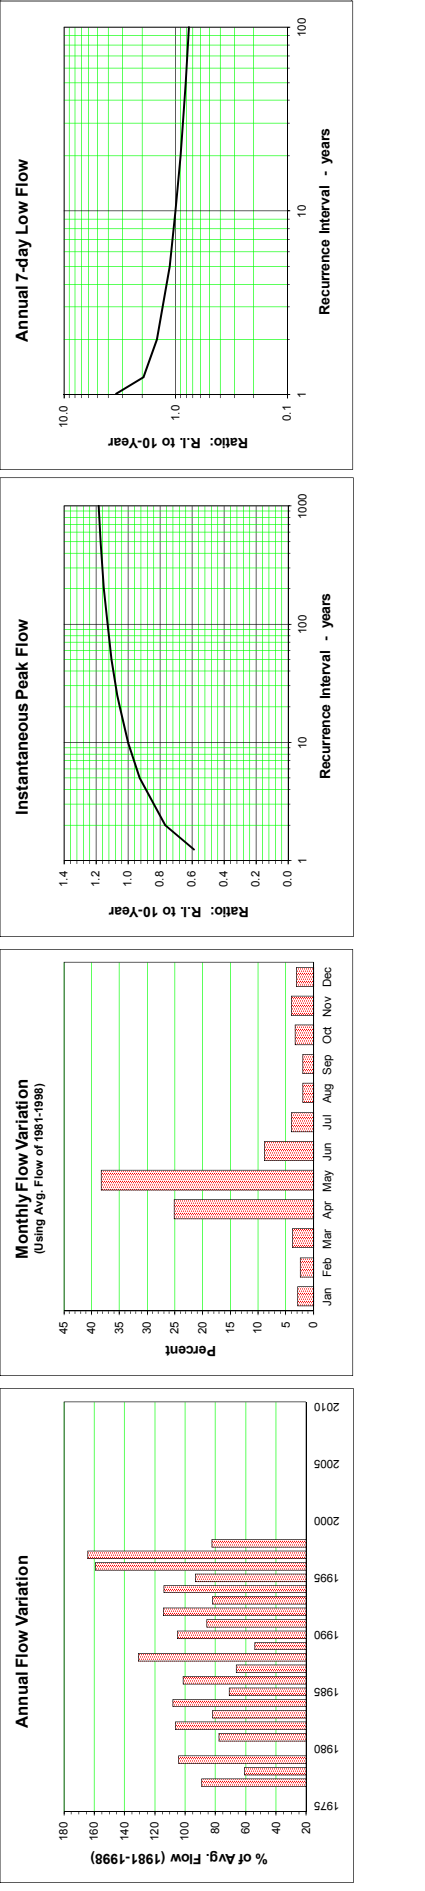 Annual Flow Variation
% of Avg. Flow (1981-1998)
180
160
140
120
100
80
60
40
20
1975
1980
1985
1990
1995
2000
2005
2010
Monthly Flow Variation
(Using Avg. Flow of 1981-1998)
Percent
45
40
35
30
25
20
15
10
5
0
Jan Feb Mar Apr May Jun Jul Aug Sep Oct Nov Dec
Instantaneous Peak Flow
Ratio: R.I. to 10-Year
1.4
1.2
1.0
0.8
0.6
0.4
0.2
0.0
1 10 100 1000
Recurrence Interval - years
Annual 7-day Low Flow
Ratio: R.I. to 10-Year
10.0
1.0
0.1
1 10 100
Recurrence Interval - years